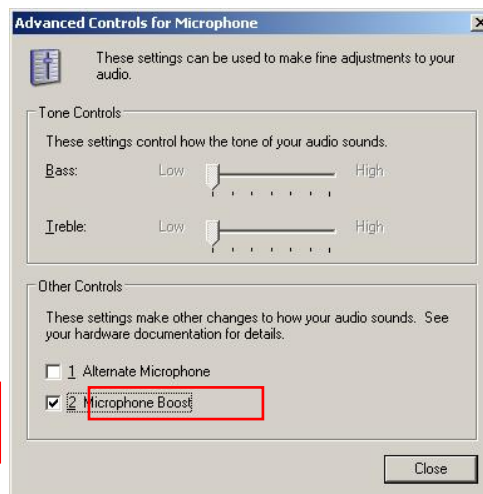 Advanced Controls for Microphone
These settings can be used to make fine adjustments to your
audio.
Tone Controls
These settings control how the tone of your audio sounds.
Bass: Low High
Treble: Low High
Other Controls
These settings make other changes to how your audio sounds. See
your hardware documentation for details.
1 Alternate Microphone
2 Microphone Boost
Close